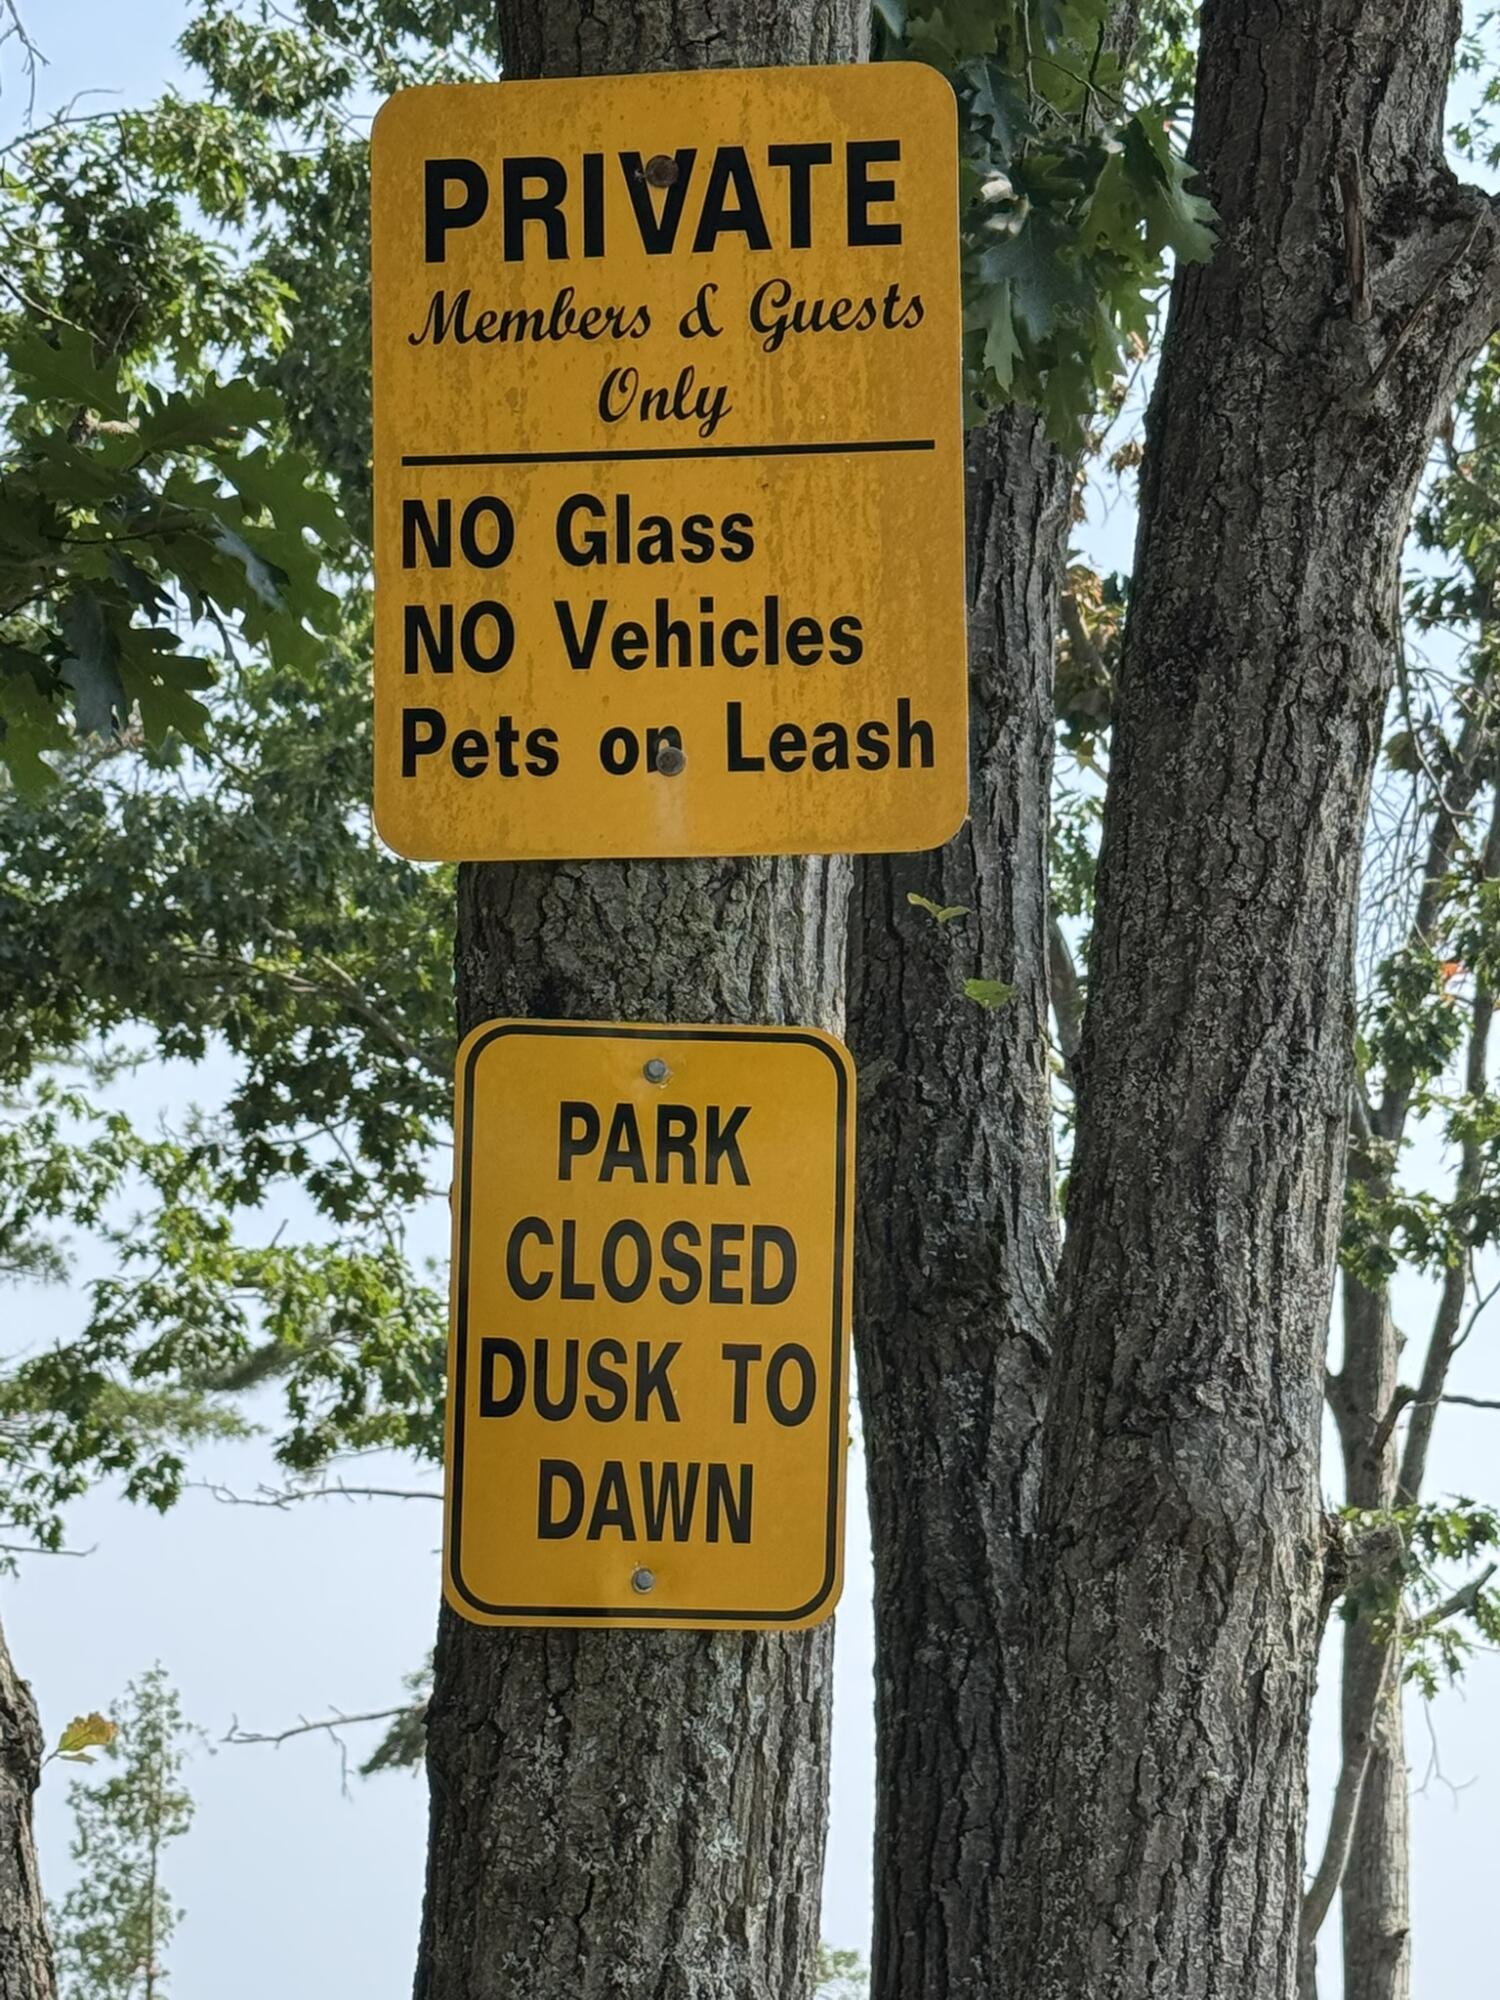 PRIVATE
Members & Guests
Only
NO Glass
NO Vehicles
Pets on Leash
PARK
CLOSED
DUSK TO
DAWN